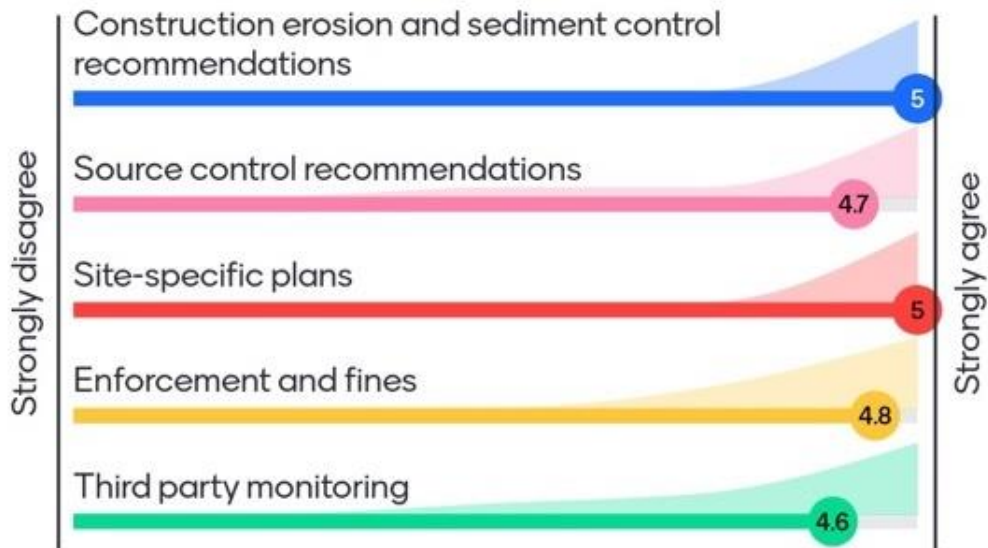 Construction erosion and sediment control
recommendations
5
Source control recommendations
4.7
Site-specific plans
5
Enforcement and fines
4.8
Third party monitoring
4.6
Strongly disagree
Strongly agree